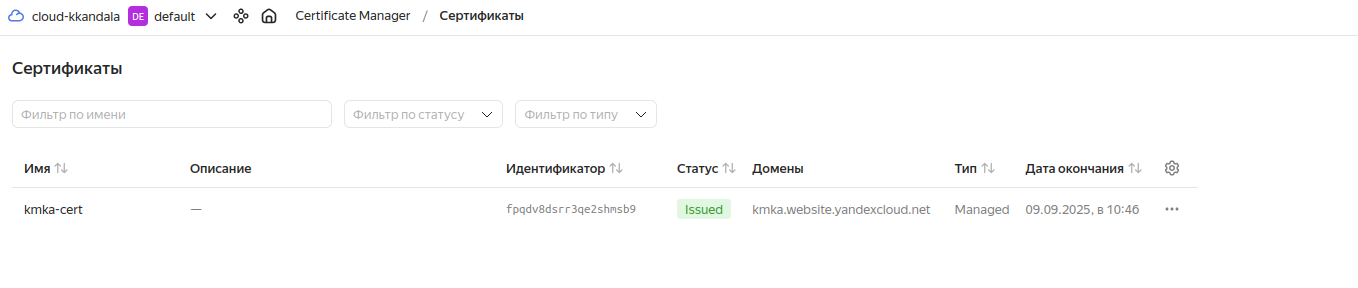 cloud-kkandala DE default Certificate Manager / Сертификаты
Сертификаты
Фильтр по имени Фильтр по статусу Фильтр по типу
Имя Описание Идентификатор Статус Домены Тип Дата окончания
kmka-cert — fpqdv8dsrr3qe2shmsb9 Issued kmka.website.yandexcloud.net Managed 09.09.2025, в 10:46